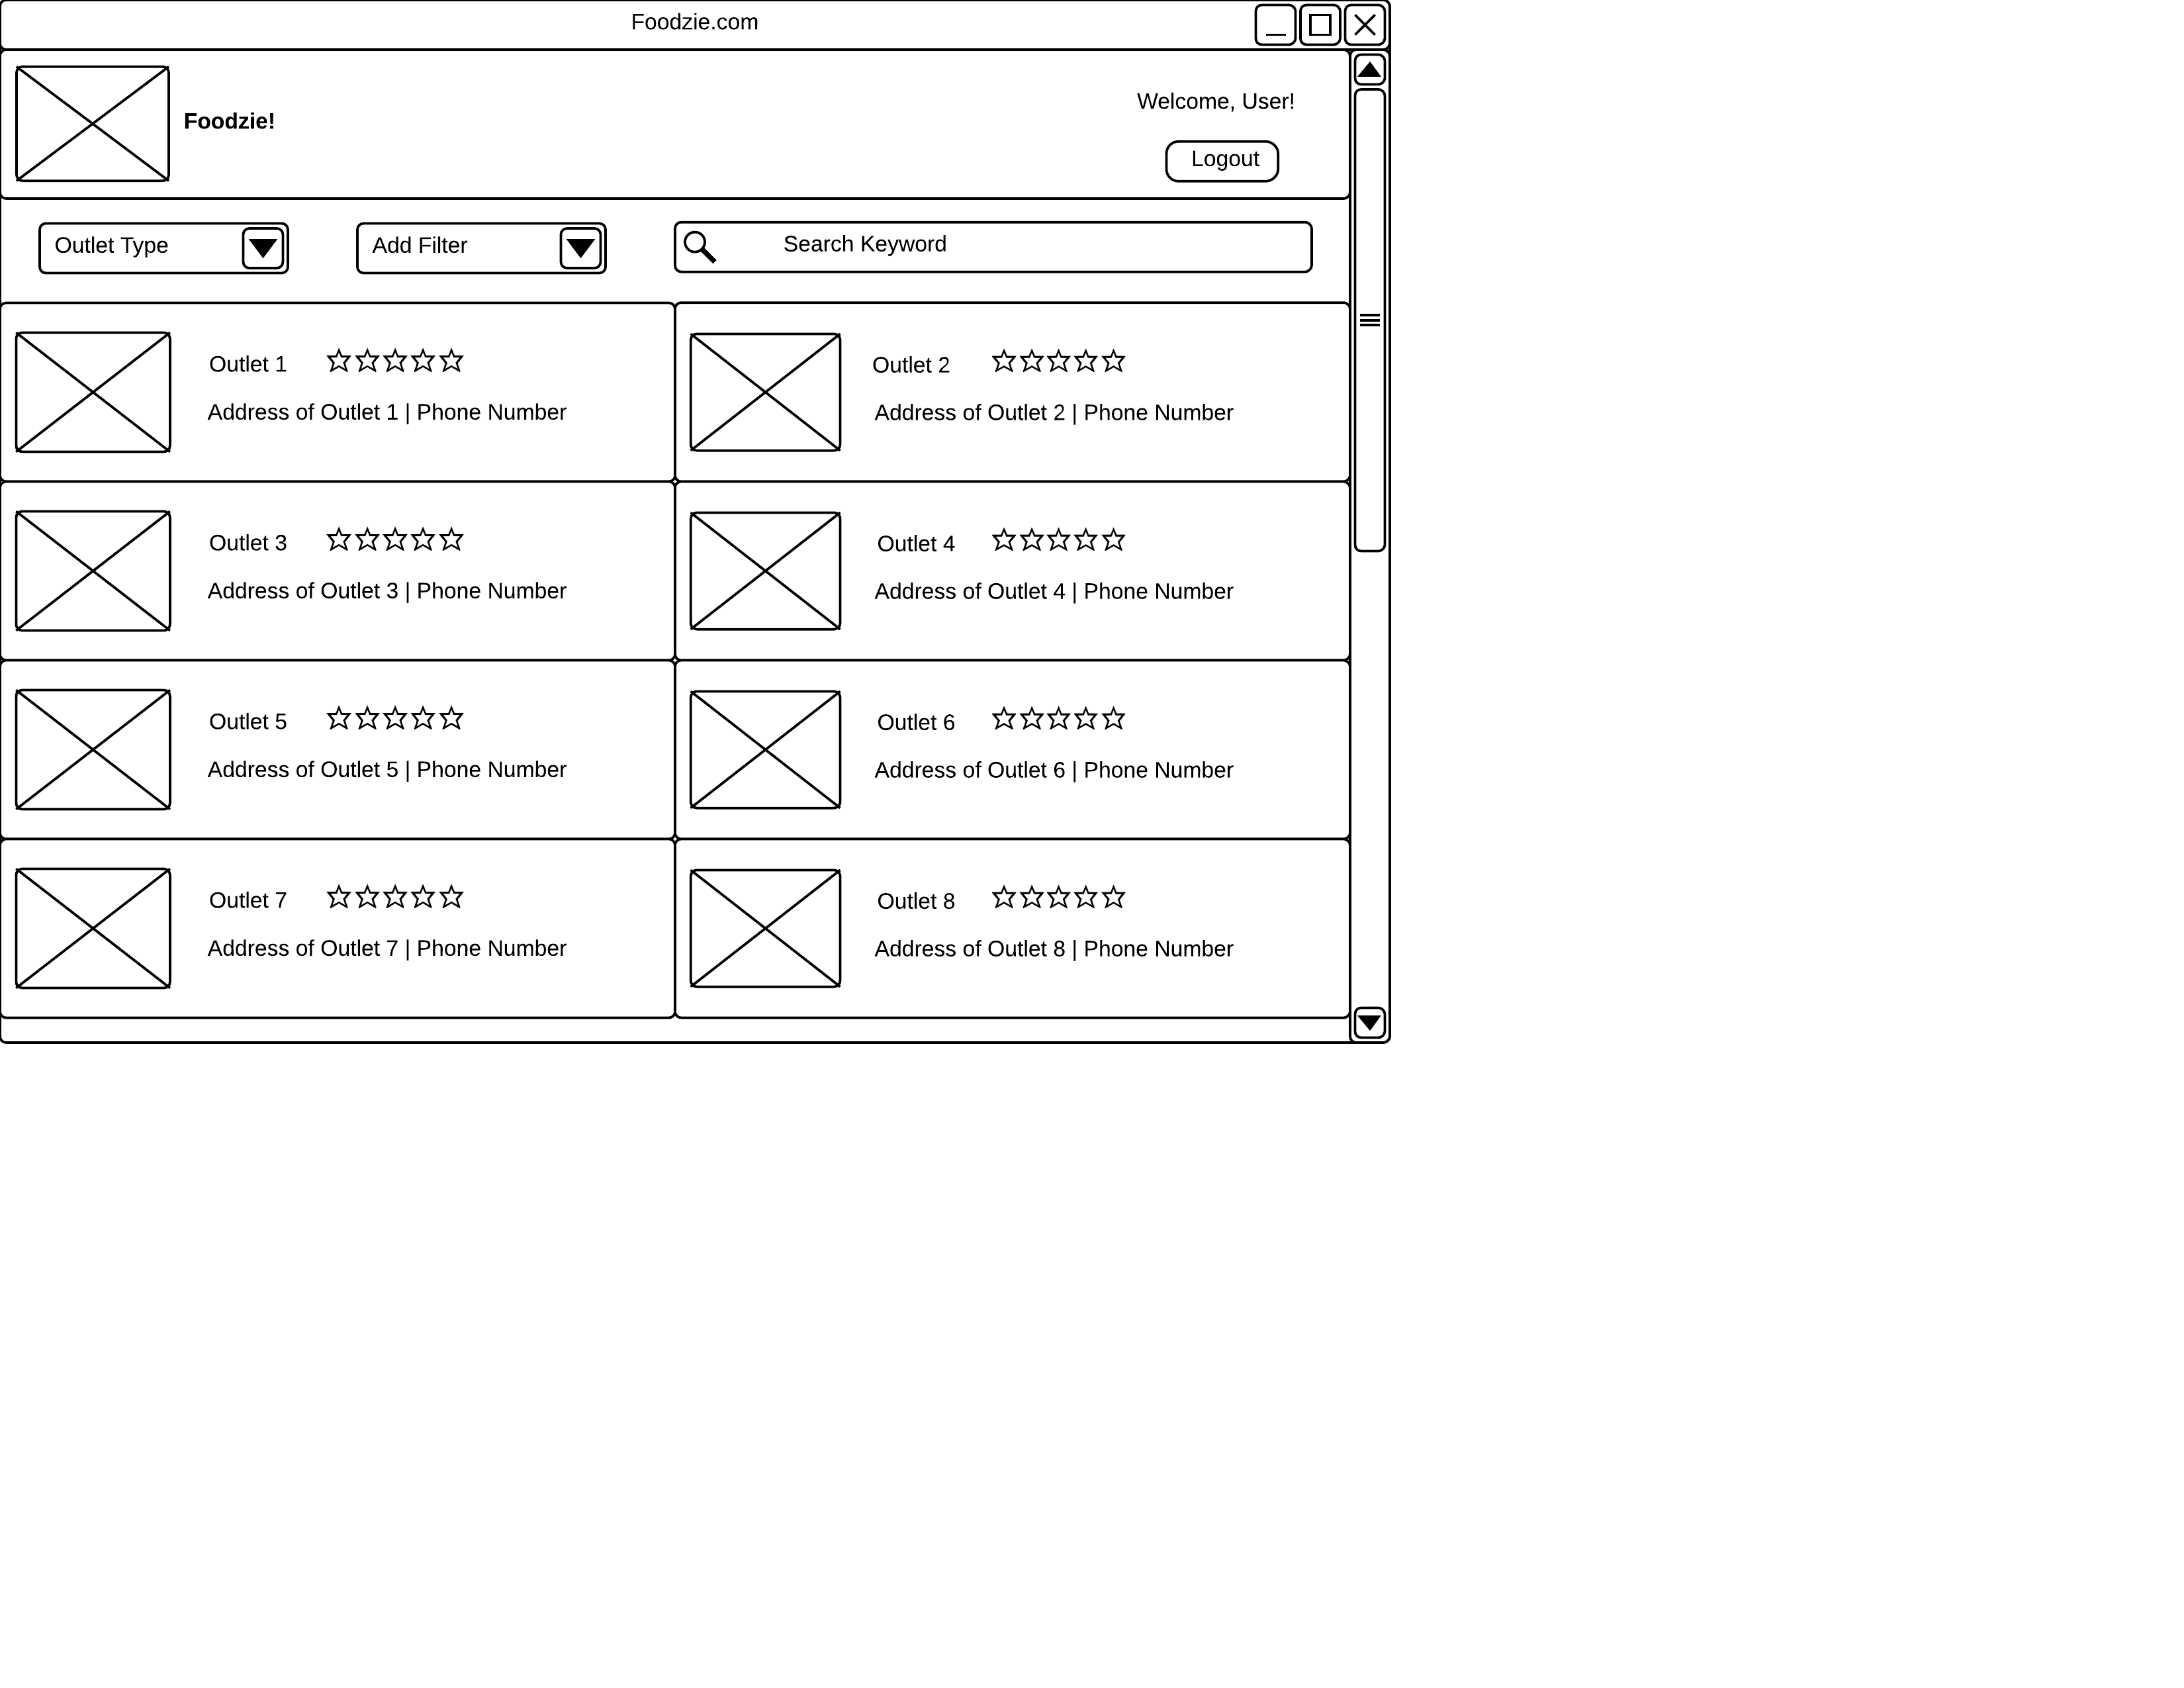 Foodzie.com
Foodzie!
Welcome, User!
Logout
Outlet Type
Add Filter
Search Keyword
Outlet 1
Address of Outlet 1 | Phone Number
Outlet 2
Address of Outlet 2 | Phone Number
Outlet 3
Address of Outlet 3 | Phone Number
Outlet 4
Address of Outlet 4 | Phone Number
Outlet 5
Address of Outlet 5 | Phone Number
Outlet 6
Address of Outlet 6 | Phone Number
Outlet 7
Address of Outlet 7 | Phone Number
Outlet 8
Address of Outlet 8 | Phone Number